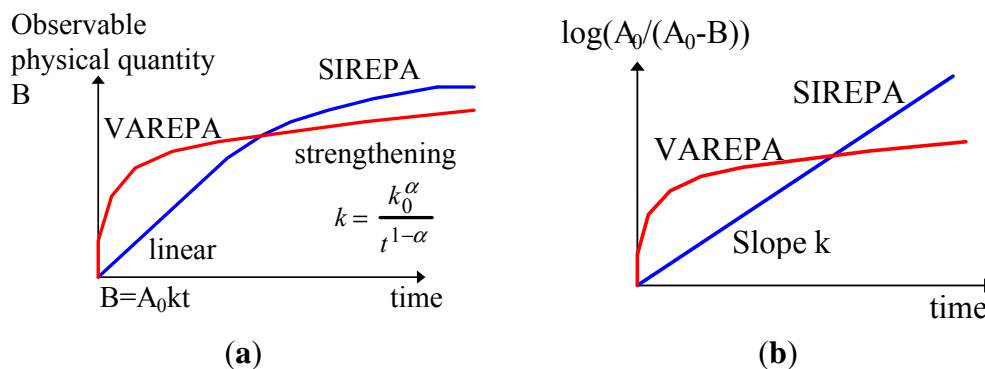 Observable
physical quantity
B
SIREPA
VAREPA
strengthening
k = k_0^α / t^{1-α}
linear
B=A₀kt
time
(a)
log(A₀/(A₀-B))
SIREPA
VAREPA
Slope k
time
(b)